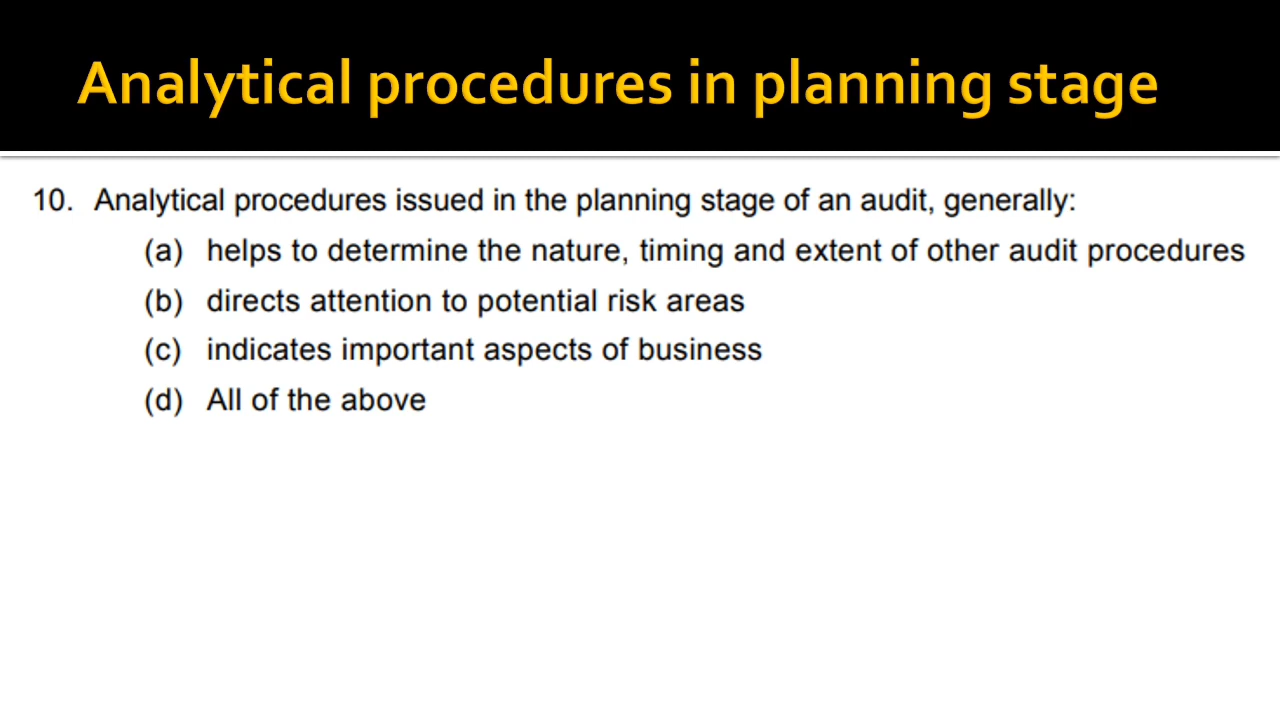 Analytical procedures in planning stage
10. Analytical procedures issued in the planning stage of an audit, generally:
(a) helps to determine the nature, timing and extent of other audit procedures
(b) directs attention to potential risk areas
(c) indicates important aspects of business
(d) All of the above